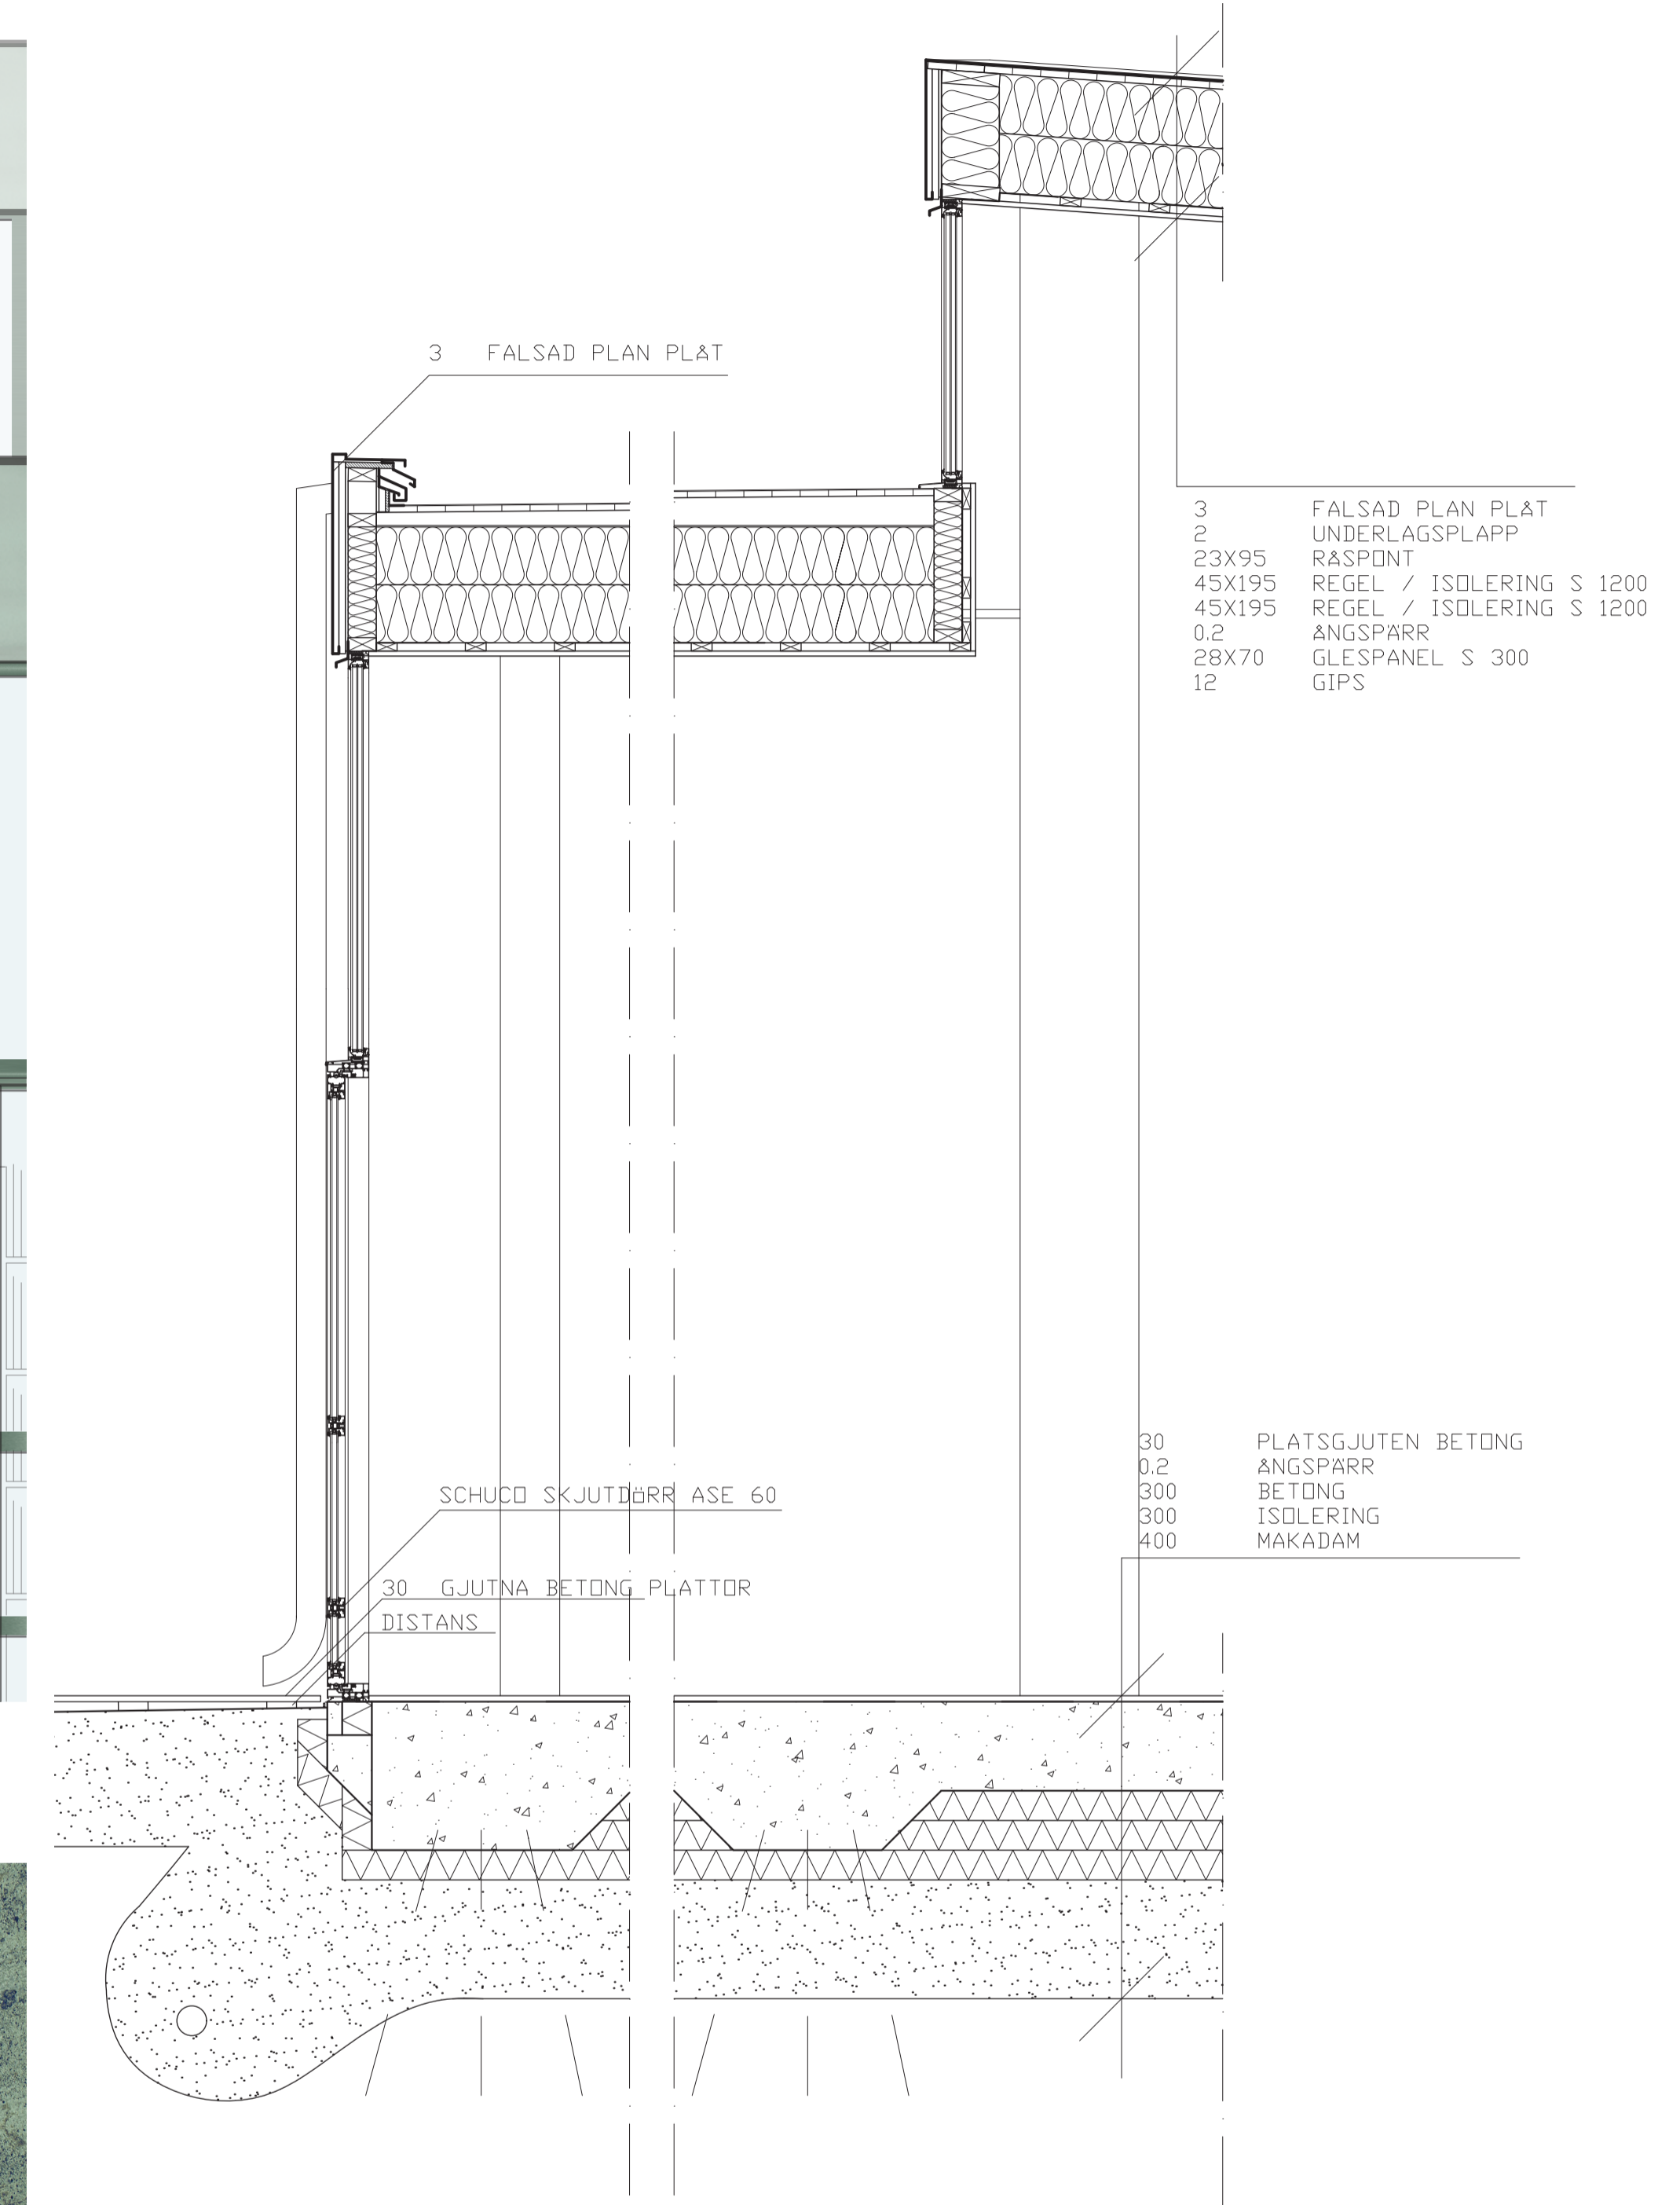 3 FALSAD PLAN PLÅT
3 FALSAD PLAN PLÅT
2 UNDERLAGSPLAPP
23X95 RÅSPONT
45X195 REGEL / ISOLERING S 1200
45X195 REGEL / ISOLERING S 1200
0.2 ÅNGSPÄRR
28X70 GLESPANEL S 300
12 GIPS
30 PLATSGJUTEN BETONG
0.2 ÅNGSPÄRR
300 BETONG
300 ISOLERING
400 MAKADAM
SCHUCO SKJUTDÖRR ASE 60
30 GJUTNA BETONG PLATTOR
DISTANS